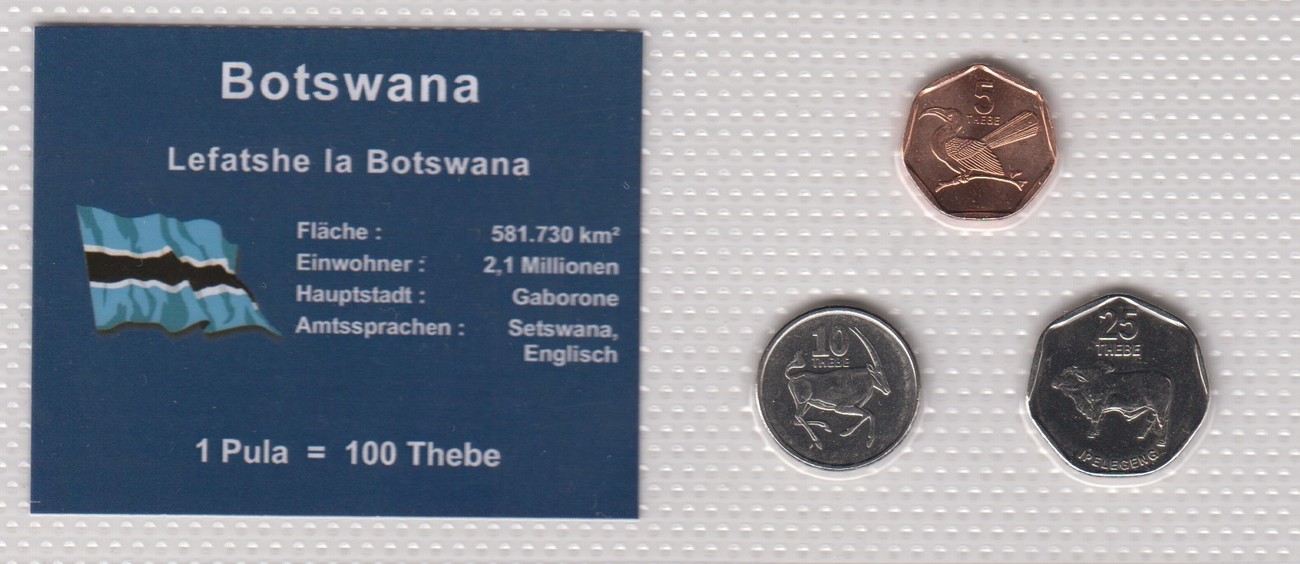 Botswana
Lefatshe la Botswana
Fläche : 581.730 km²
Einwohner : 2,1 Millionen
Hauptstadt : Gaborone
Amtssprachen : Setswana,
Englisch
1 Pula = 100 Thebe
5
THEBE
10
THEBE
25
THEBE
IPELEGENG